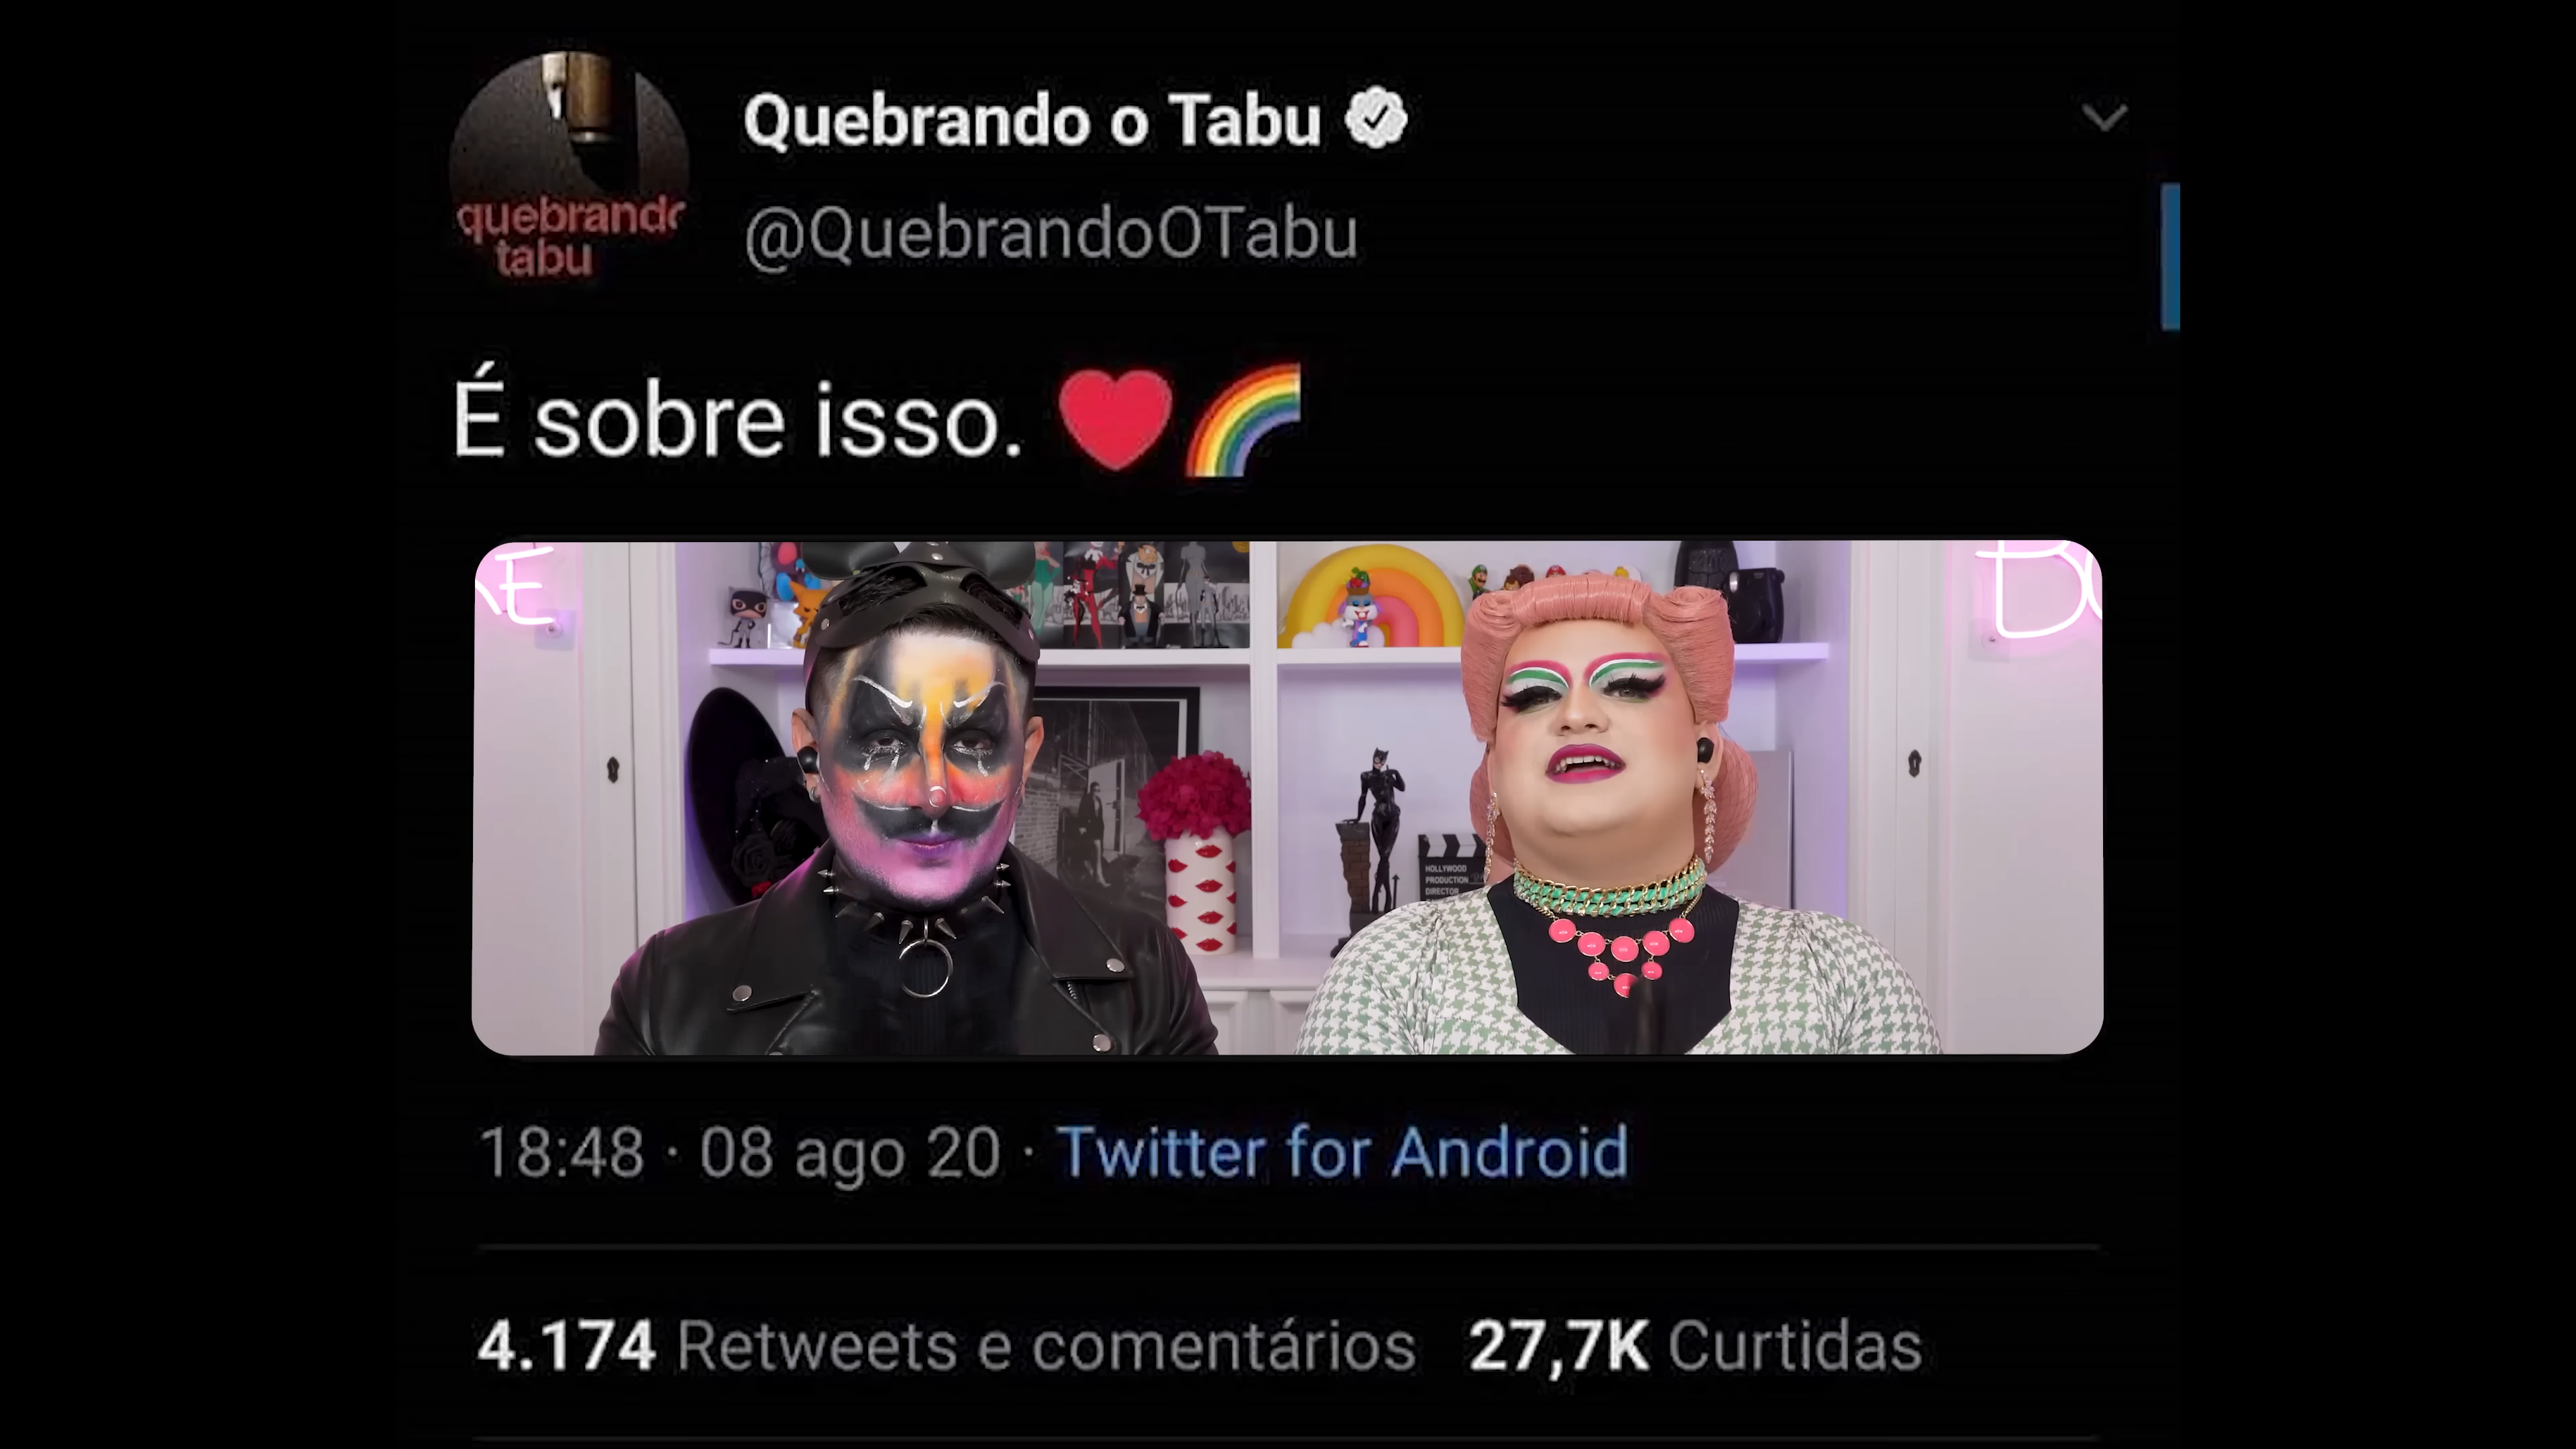 quebrando
tabu
Quebrando o Tabu
@QuebrandoOTabu
É sobre isso. ❤️🌈
HOLLYWOOD
PRODUCTION
DIRECTOR
18:48 · 08 ago 20 · Twitter for Android
4.174 Retweets e comentários 27,7K Curtidas